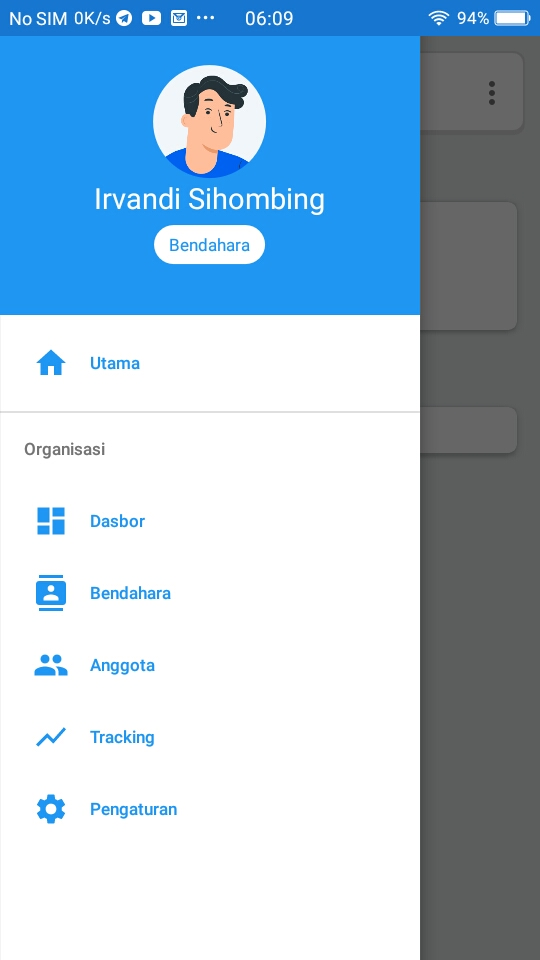 No SIM 0K/s ••• 06:09 94%
Irvandi Sihombing
Bendahara
Utama
Organisasi
Dasbor
Bendahara
Anggota
Tracking
Pengaturan